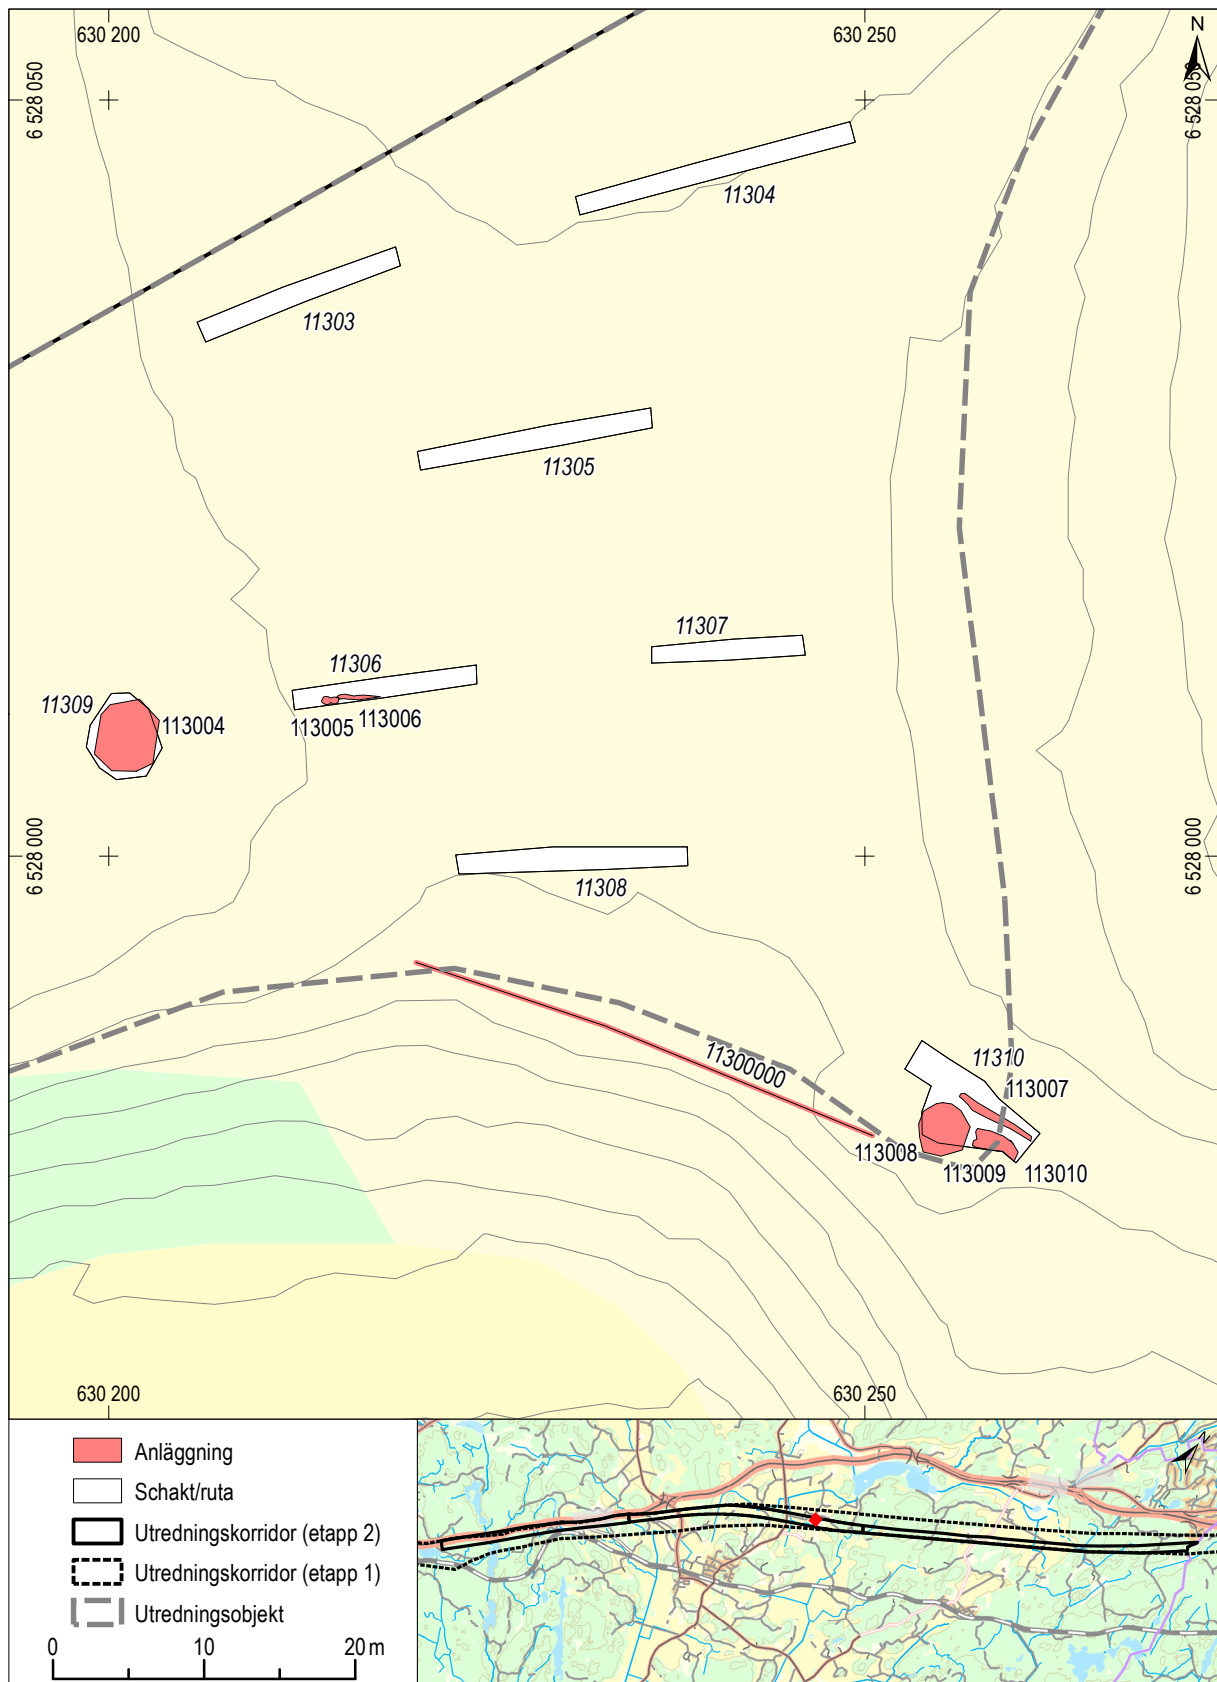 630 200
630 250
N
6 528 050
6 528 050
11304
11303
11305
11307
11306
11309
113004
113005
113006
6 528 000
6 528 000
11308
11300000
11310
113007
113008
113009
113010
630 200
630 250
Anläggning
Schakt/ruta
Utredningskorridor (etapp 2)
Utredningskorridor (etapp 1)
Utredningsobjekt
0 10 20 m
N